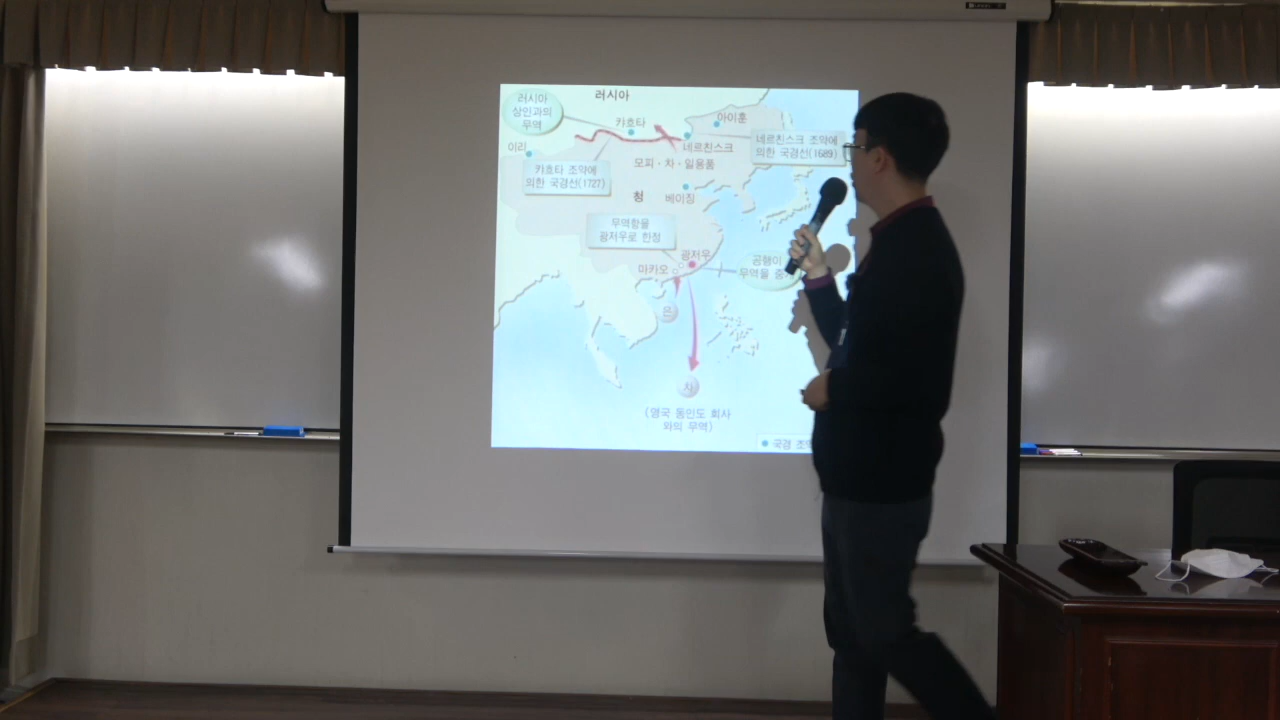 러시아
상인과의
무역
러시아
캬흐타
아이훈
네르친스크
네르친스크 조약에
의한 국경선(1689)
이리
모피·차·일용품
캬흐타 조약에
의한 국경선(1727)
청
베이징
무역항을
광저우로 한정
광저우
마카오
공행이
무역을
은
차
(영국 동인도 회사
와의 무역)
국경